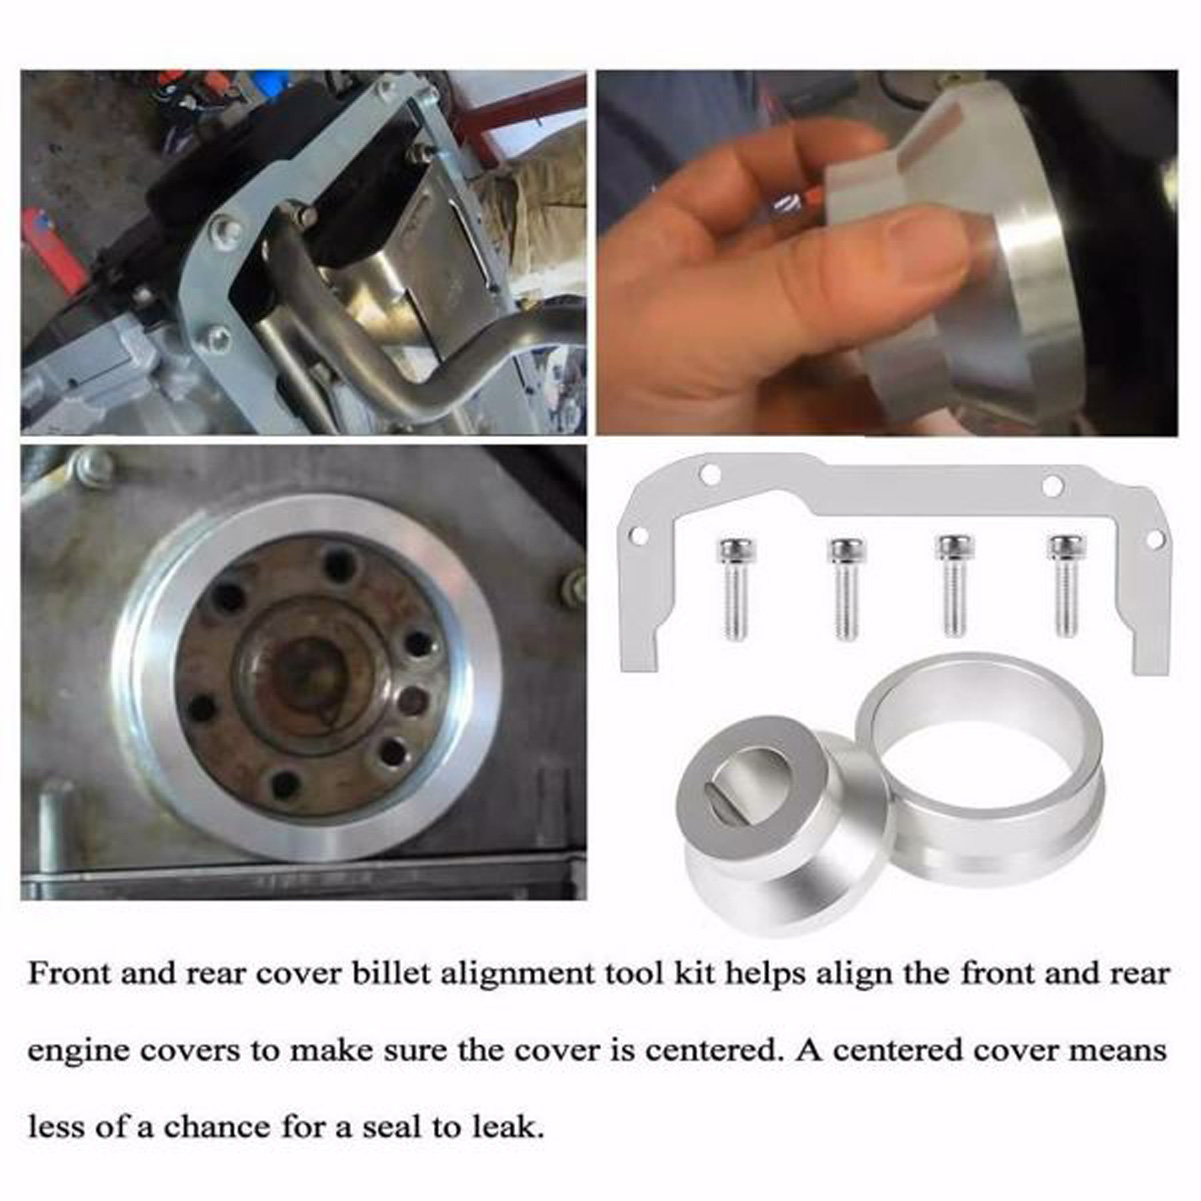 Front and rear cover billet alignment tool kit helps align the front and rear
engine covers to make sure the cover is centered. A centered cover means
less of a chance for a seal to leak.